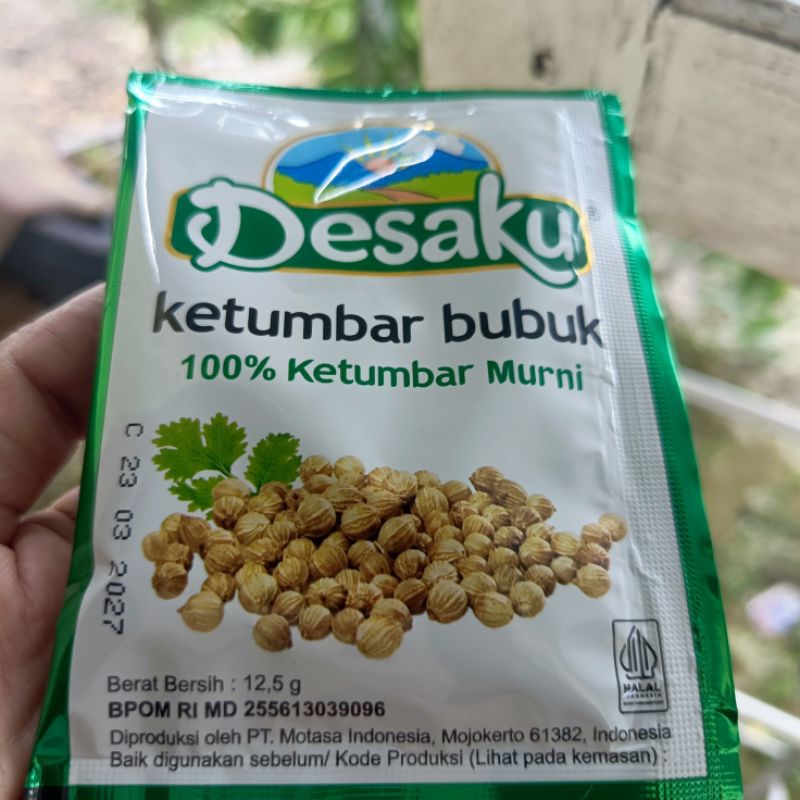 Desaku
ketumbar bubuk
100% Ketumbar Murni
C 23 03 2027
Berat Bersih : 12,5 g
BPOM RI MD 255613039096
Diproduksi oleh PT. Motasa Indonesia, Mojokerto 61382, Indonesia
Baik digunakan sebelum/ Kode Produksi (Lihat pada kemasan) :
HALAL
INDONESIA